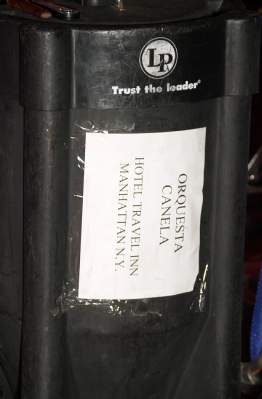 LP
Trust the leader®
ORQUESTA
CANELA
HOTEL TRAVEL INN
MANHATTAN N.Y.